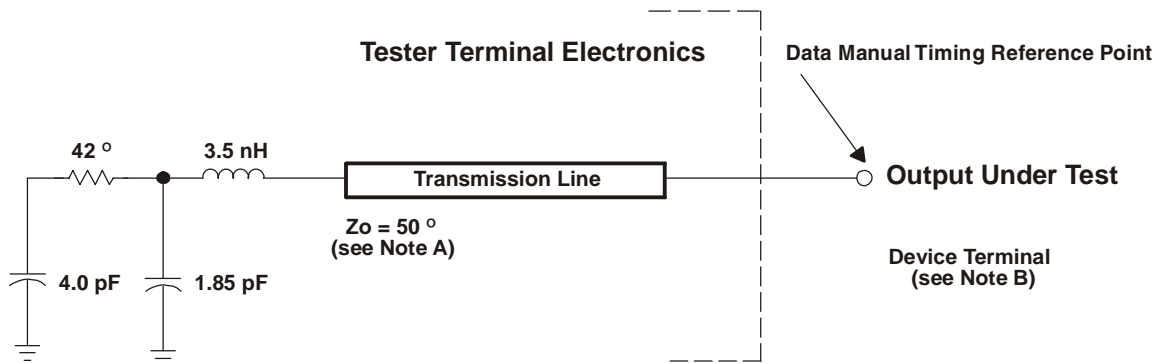 Tester Terminal Electronics
Data Manual Timing Reference Point
42 º
3.5 nH
Transmission Line
Output Under Test
Zo = 50 º
(see Note A)
4.0 pF
1.85 pF
Device Terminal
(see Note B)